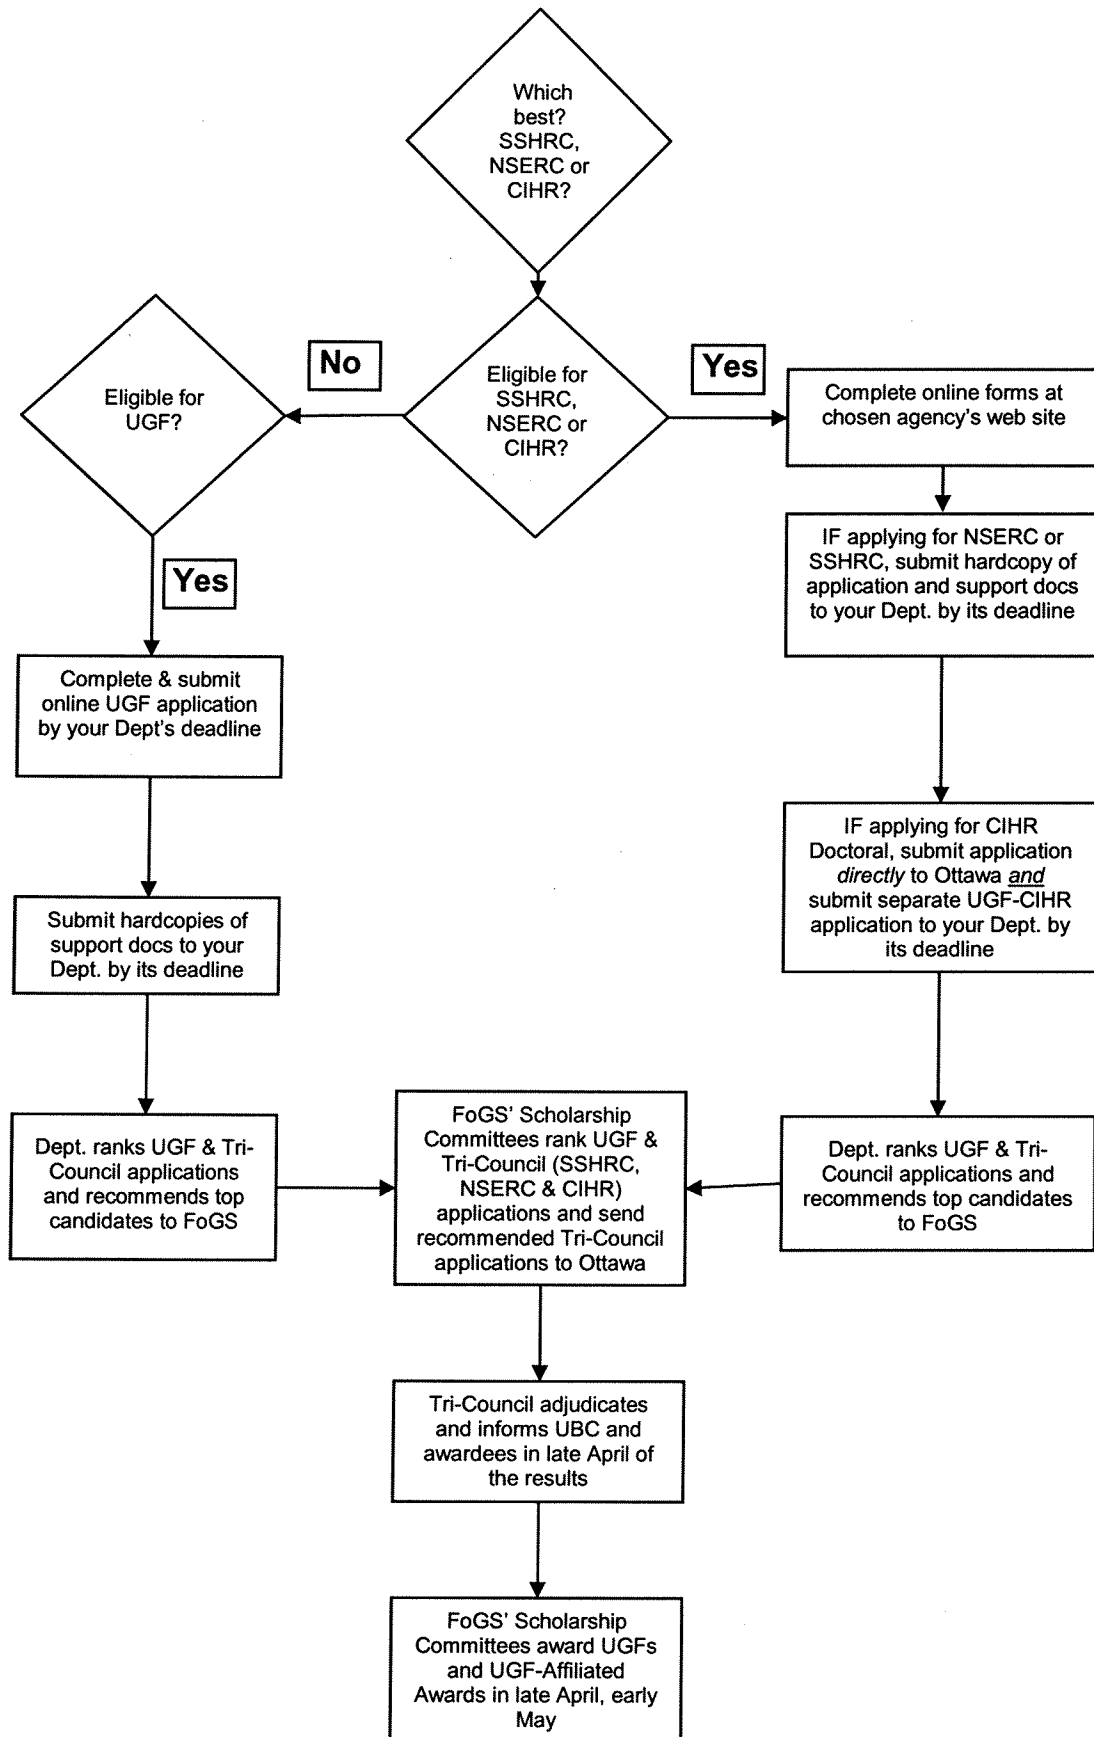 Which
best?
SSHRC,
NSERC or
CIHR?
Eligible for
UGF?
No
Eligible for
SSHRC,
NSERC or
CIHR?
Yes
Complete online forms at
chosen agency's web site
IF applying for NSERC or
SSHRC, submit hardcopy of
application and support docs
to your Dept. by its deadline
Yes
Complete & submit
online UGF application
by your Dept's deadline
IF applying for CIHR
Doctoral, submit application
directly to Ottawa and
submit separate UGF-CIHR
application to your Dept. by
its deadline
Submit hardcopies of
support docs to your
Dept. by its deadline
Dept. ranks UGF & Tri-
Council applications
and recommends top
candidates to FoGS
FoGS' Scholarship
Committees rank UGF &
Tri-Council (SSHRC,
NSERC & CIHR)
applications and send
recommended Tri-Council
applications to Ottawa
Dept. ranks UGF & Tri-
Council applications and
recommends top candidates
to FoGS
Tri-Council adjudicates
and informs UBC and
awardees in late April of
the results
FoGS' Scholarship
Committees award UGFs
and UGF-Affiliated
Awards in late April, early
May